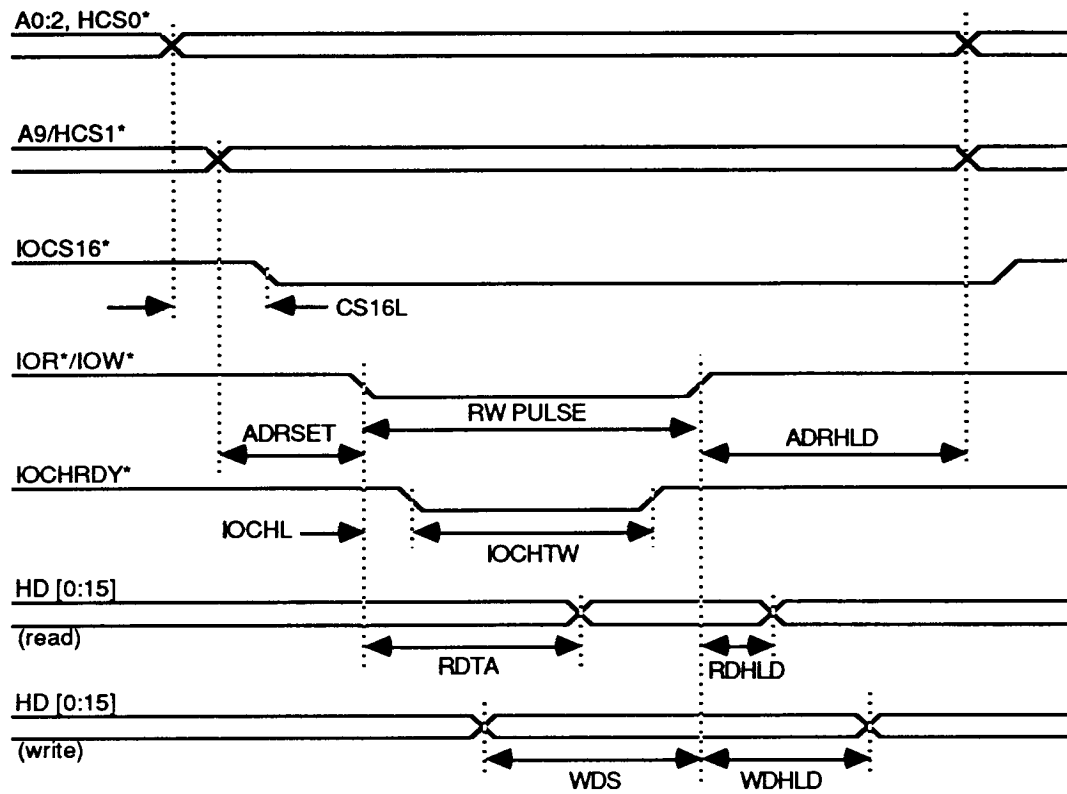 A0:2, HCS0*
A9/HCS1*
IOCS16*
CS16L
IOR*/IOW*
RW PULSE
ADRSET
ADRHLD
IOCHRDY*
IOCHL
IOCHTW
HD [0:15]
(read)
RDTA
RDHLD
HD [0:15]
(write)
WDS
WDHLD